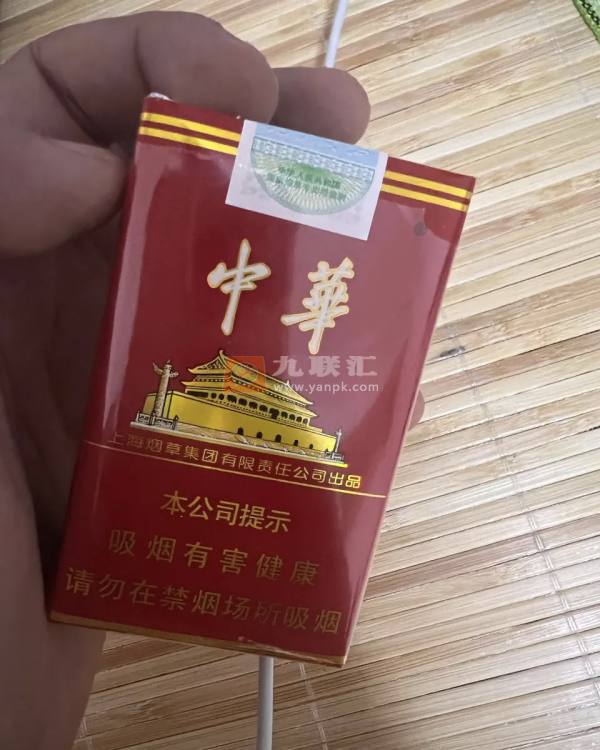 中華
九联汇
www.yanpk.com
上海烟草集团有限责任公司出品
本公司提示
吸烟有害健康
请勿在禁烟场所吸烟